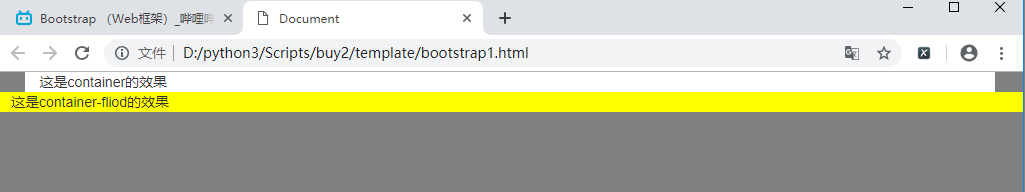 Bootstrap （Web框架）_哔哩哔
Document
文件
D:/python3/Scripts/buy2/template/bootstrap1.html
这是container的效果
这是container-fliod的效果